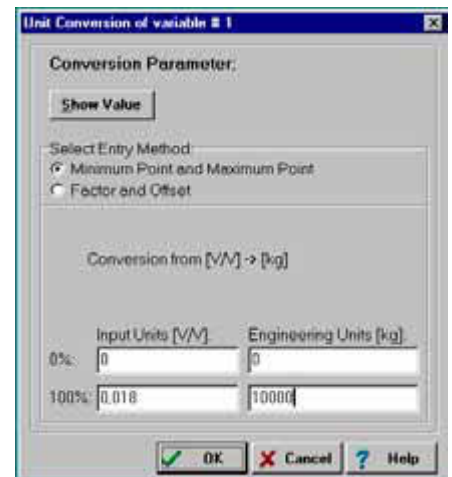 Unit Conversion of variable # 1
Conversion Parameter:
Show Value
Select Entry Method:
Minimum Point and Maximum Point
Factor and Offset
Conversion from [V/V] -> [kg]
Input Units [V/V]: Engineering Units [kg]:
0%: 0 0
100%: 0.018 10000
OK Cancel Help